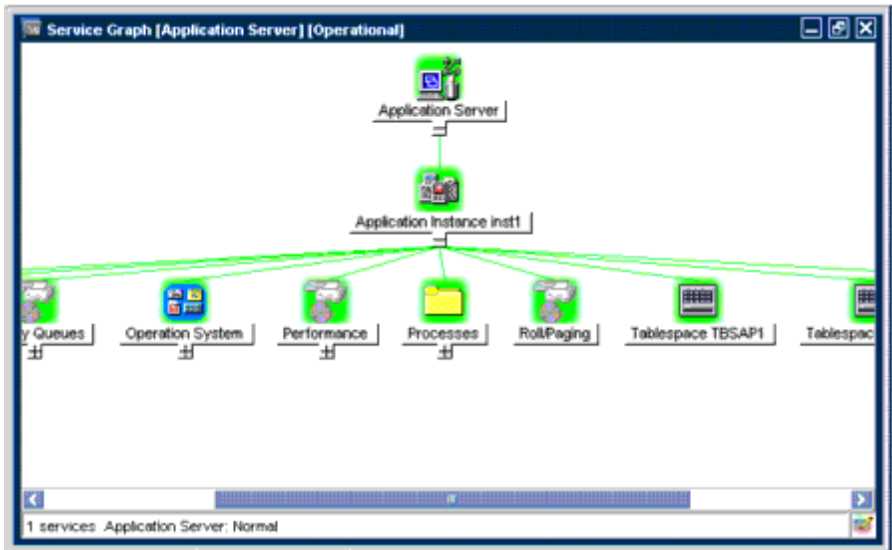 Service Graph [Application Server] [Operational]
Application Server
Application Instance inst1
y Queues
Operation System
Performance
Processes
Roll/Paging
Tablespace TBSAP1
Tablespac
1 services Application Server: Normal